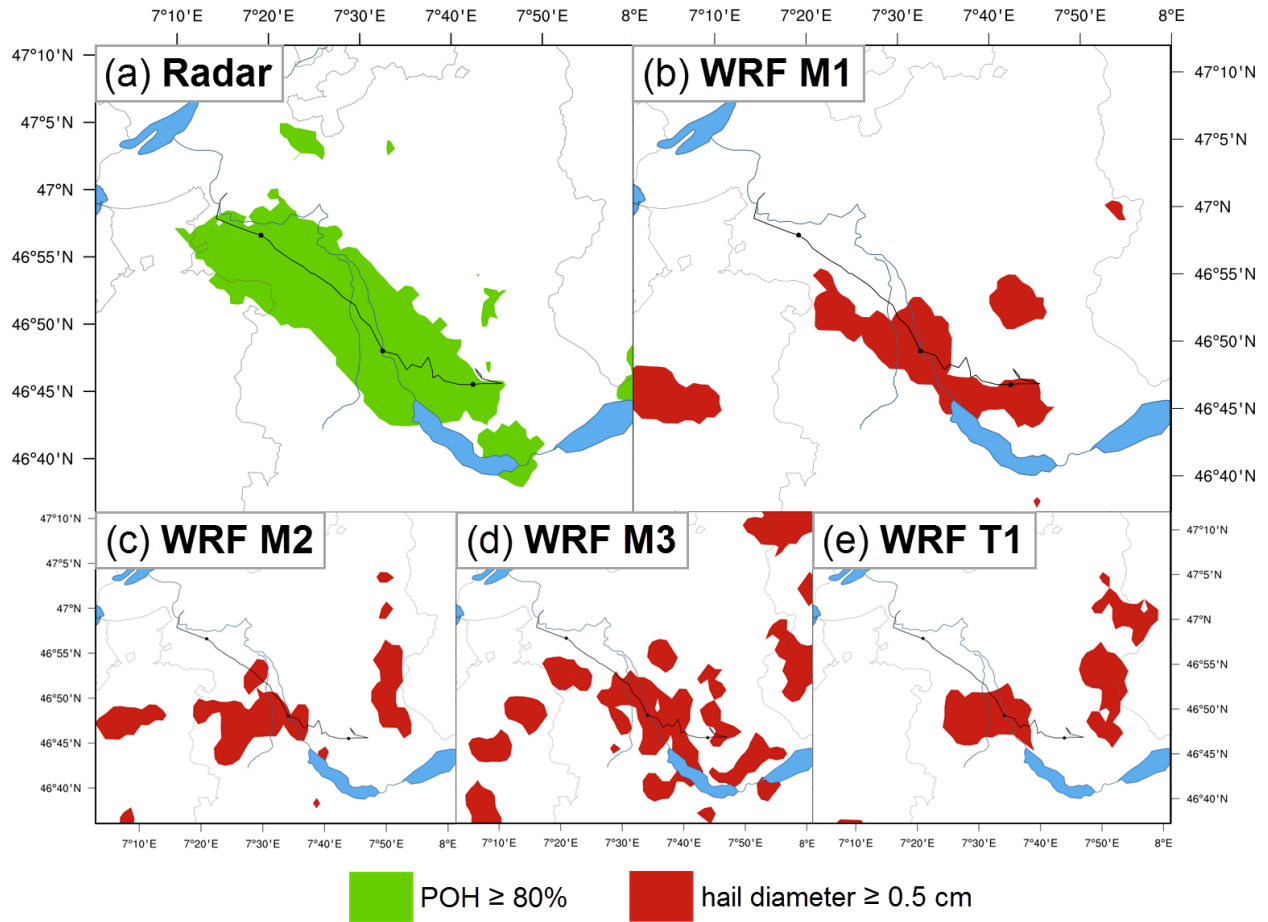 7°10'E 7°20'E 7°30'E 7°40'E 7°50'E 8°E 7°10'E 7°20'E 7°30'E 7°40'E 7°50'E 8°E
(a) Radar
(b) WRF M1
47°10'N 47°10'N
47°5'N 47°5'N
47°N 47°N
46°55'N 46°55'N
46°50'N 46°50'N
46°45'N 46°45'N
46°40'N 46°40'N
(c) WRF M2
(d) WRF M3
(e) WRF T1
47°10'N 47°10'N
47°5'N 47°5'N
47°N 47°N
46°55'N 46°55'N
46°50'N 46°50'N
46°45'N 46°45'N
46°40'N 46°40'N
7°10'E 7°20'E 7°30'E 7°40'E 7°50'E 8°E 7°10'E 7°20'E 7°30'E 7°40'E 7°50'E 8°E 7°10'E 7°20'E 7°30'E 7°40'E 7°50'E 8°E
POH ≥ 80%
hail diameter ≥ 0.5 cm